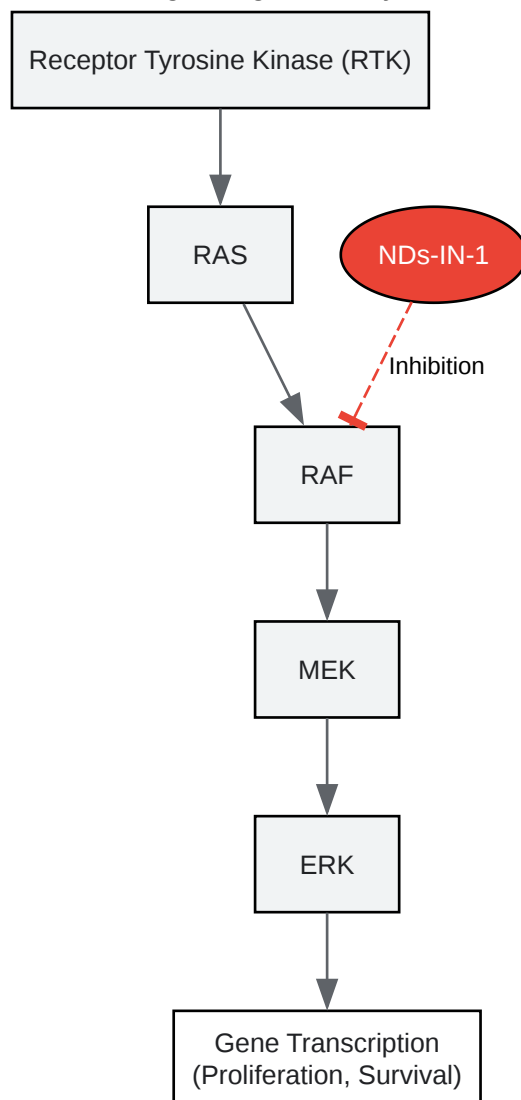 Receptor Tyrosine Kinase (RTK)
RAS
NDs-IN-1
Inhibition
RAF
MEK
ERK
Gene Transcription
(Proliferation, Survival)